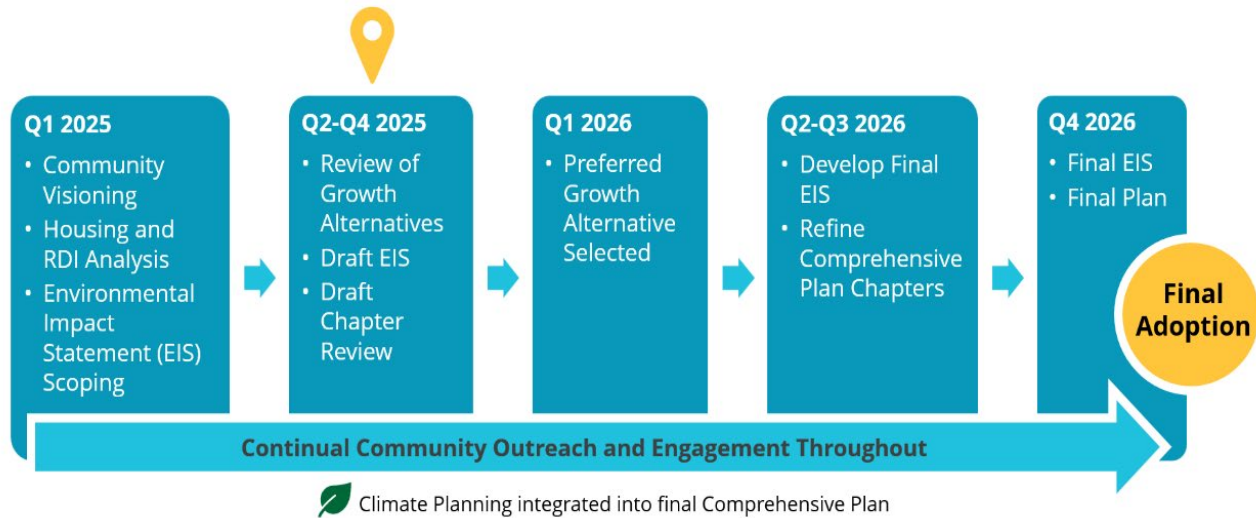 Q1 2025
• Community
Visioning
• Housing and
RDI Analysis
• Environmental
Impact
Statement (EIS)
Scoping
Q2-Q4 2025
• Review of
Growth
Alternatives
• Draft EIS
• Draft
Chapter
Review
Q1 2026
• Preferred
Growth
Alternative
Selected
Q2-Q3 2026
• Develop Final
EIS
• Refine
Comprehensive
Plan Chapters
Q4 2026
• Final EIS
• Final Plan
Final
Adoption
Continual Community Outreach and Engagement Throughout
Climate Planning integrated into final Comprehensive Plan